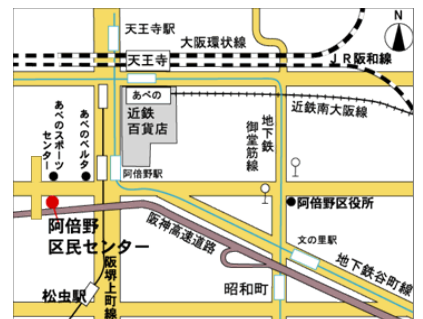 天王寺駅
大阪環状線
N
天王寺
JR阪和線
あべの
近鉄
百貨店
近鉄南大阪線
地下鉄
御堂筋線
あべのスポーツ
センター
あべのベルタ
阿倍野駅
阿倍野区役所
阿倍野
区民センター
阪神高速道路
文の里駅
地下鉄谷町線
昭和町
松虫駅
阪堺上町線